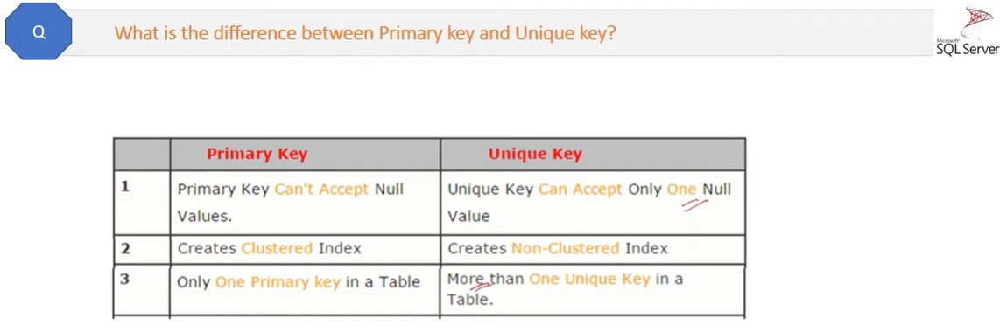 Q
What is the difference between Primary key and Unique key?
Microsoft
SQL Server
Primary Key
Unique Key
1
Primary Key Can't Accept Null
Values.
Unique Key Can Accept Only One Null
Value
2
Creates Clustered Index
Creates Non-Clustered Index
3
Only One Primary key in a Table
More than One Unique Key in a
Table.